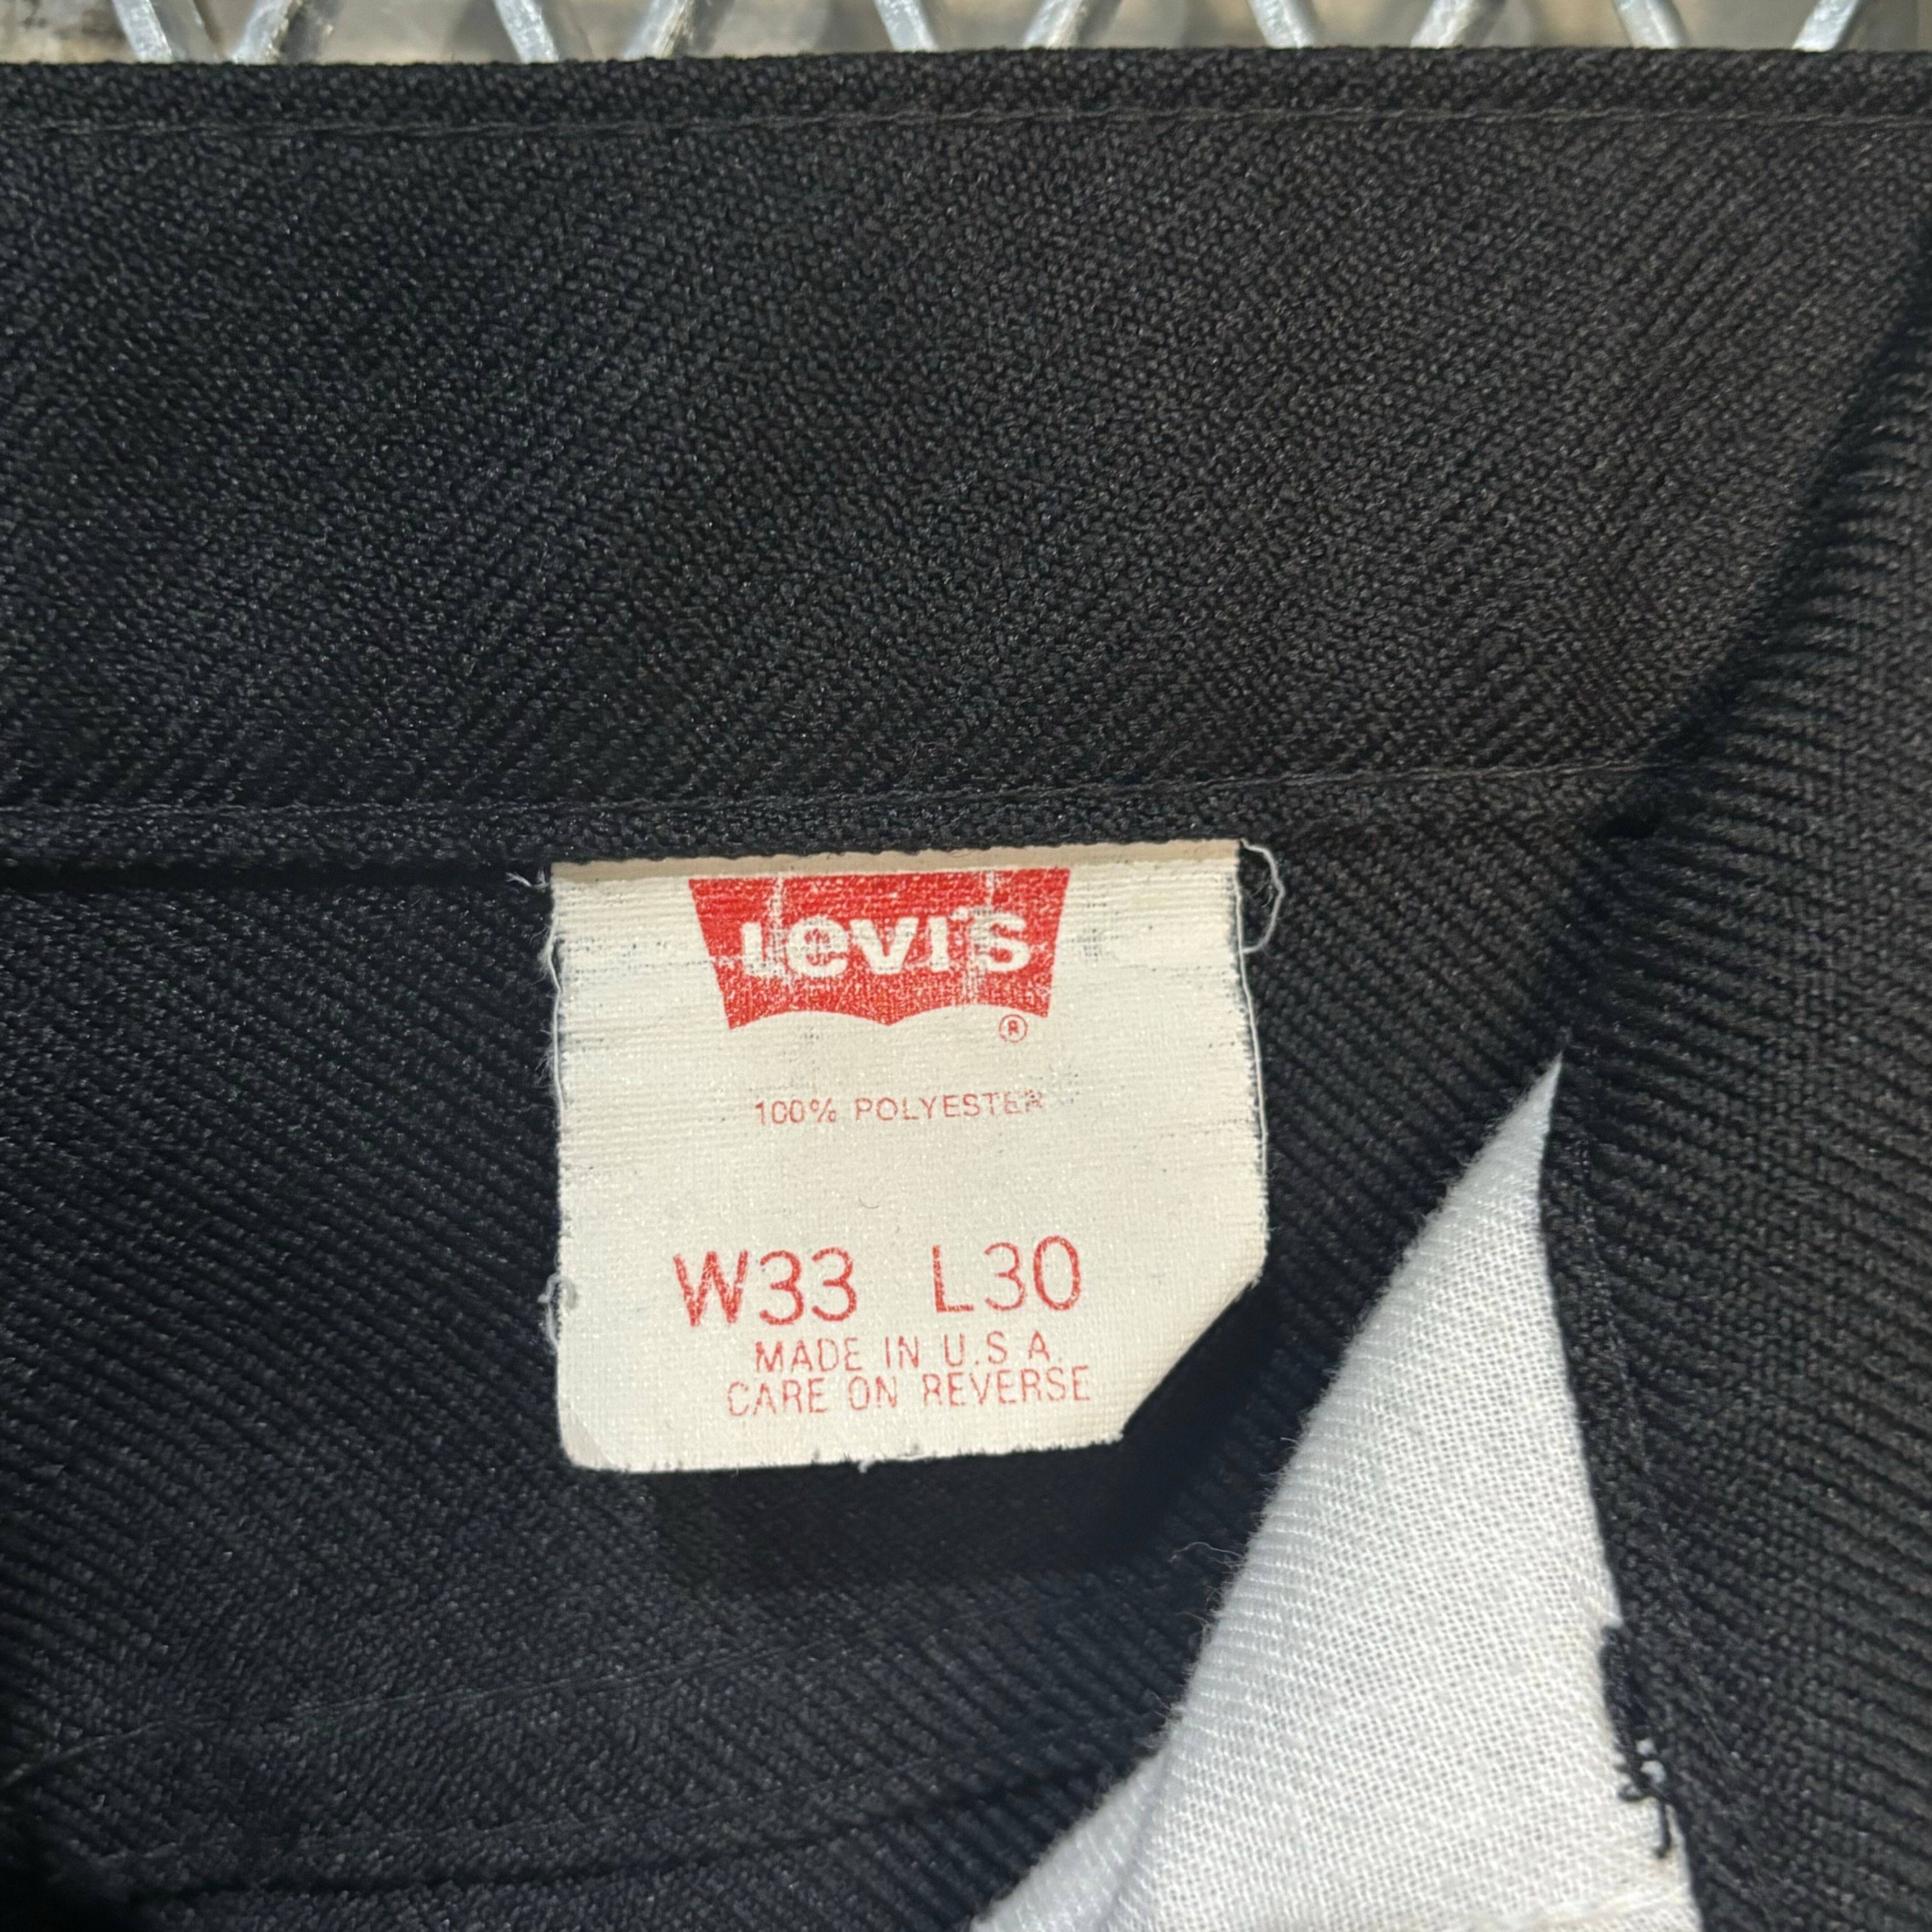 Levi's
®
100% POLYESTER
W33 L30
MADE IN U.S A
CARE ON REVERSE